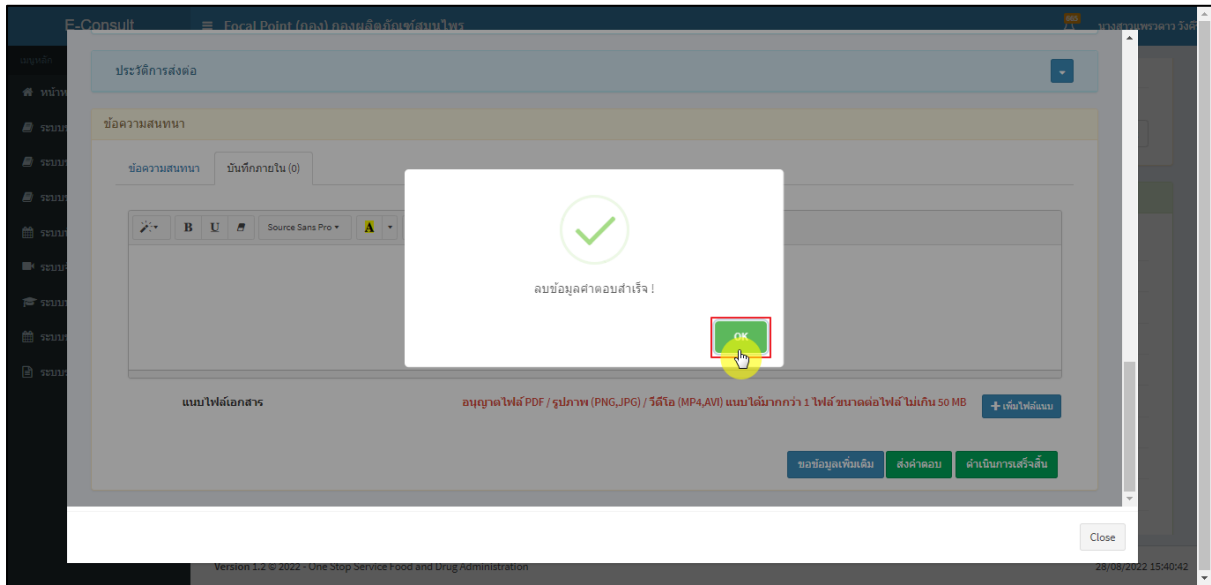 E-Consult
Focal Point (กอง) กองผลิตภัณฑ์สมุนไพร
เมนูหลัก
ประวัติการส่งต่อ
ข้อความสนทนา
ข้อความสนทนา
บันทึกภายใน (0)
B U Source Sans Pro A
ลบข้อมูลคำตอบสำเร็จ !
OK
แนบไฟล์เอกสาร
อนุญาตไฟล์ PDF / รูปภาพ (PNG,JPG) / วีดีโอ (MP4,AVI) แนบได้มากกว่า 1 ไฟล์ ขนาดต่อไฟล์ ไม่เกิน 50 MB
+ เพิ่มไฟล์แนบ
ขอข้อมูลเพิ่มเติม
ส่งคำตอบ
ดำเนินการเสร็จสิ้น
Close
Version 1.2 © 2022 - One Stop Service Food and Drug Administration
28/08/2022 15:40:42